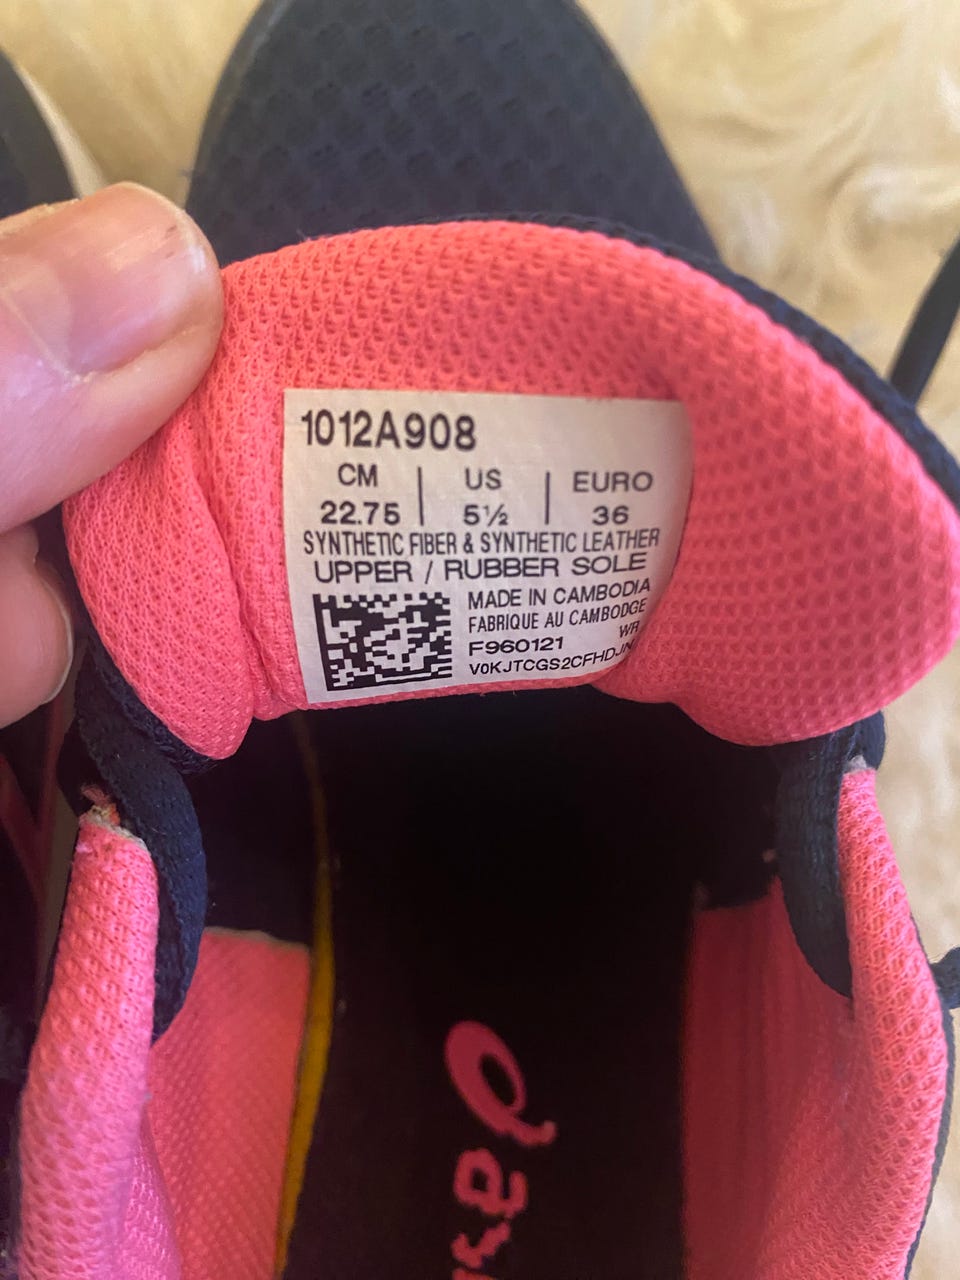 1012A908
CM | US | EURO
22.75 | 5½ | 36
SYNTHETIC FIBER & SYNTHETIC LEATHER
UPPER / RUBBER SOLE
MADE IN CAMBODIA
FABRIQUE AU CAMBODGE
WR
F960121
V0KJTCGS2CFHDJN